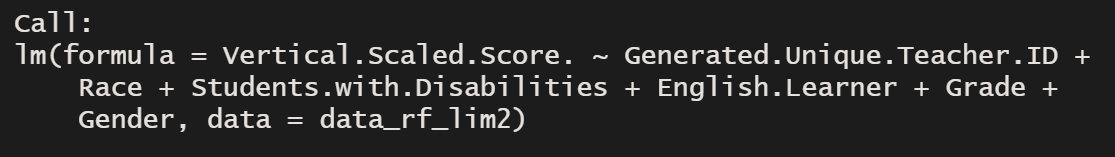 Call:
lm(formula = Vertical.Scaled.Score. ~ Generated.Unique.Teacher.ID +
    Race + Students.with.Disabilities + English.Learner + Grade +
    Gender, data = data_rf_lim2)